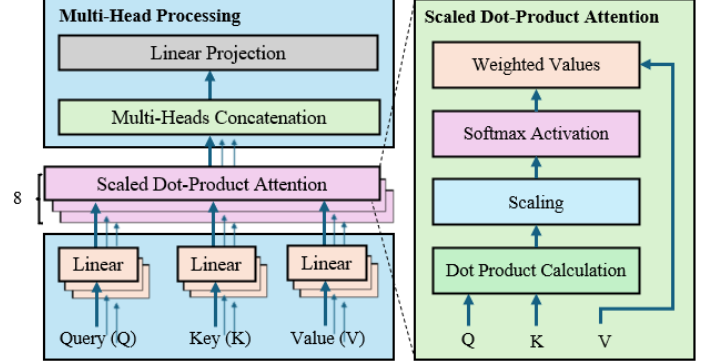 Multi-Head Processing
Linear Projection
Multi-Heads Concatenation
8
Scaled Dot-Product Attention
Linear
Linear
Linear
Query (Q)
Key (K)
Value (V)
Scaled Dot-Product Attention
Weighted Values
Softmax Activation
Scaling
Dot Product Calculation
Q
K
V